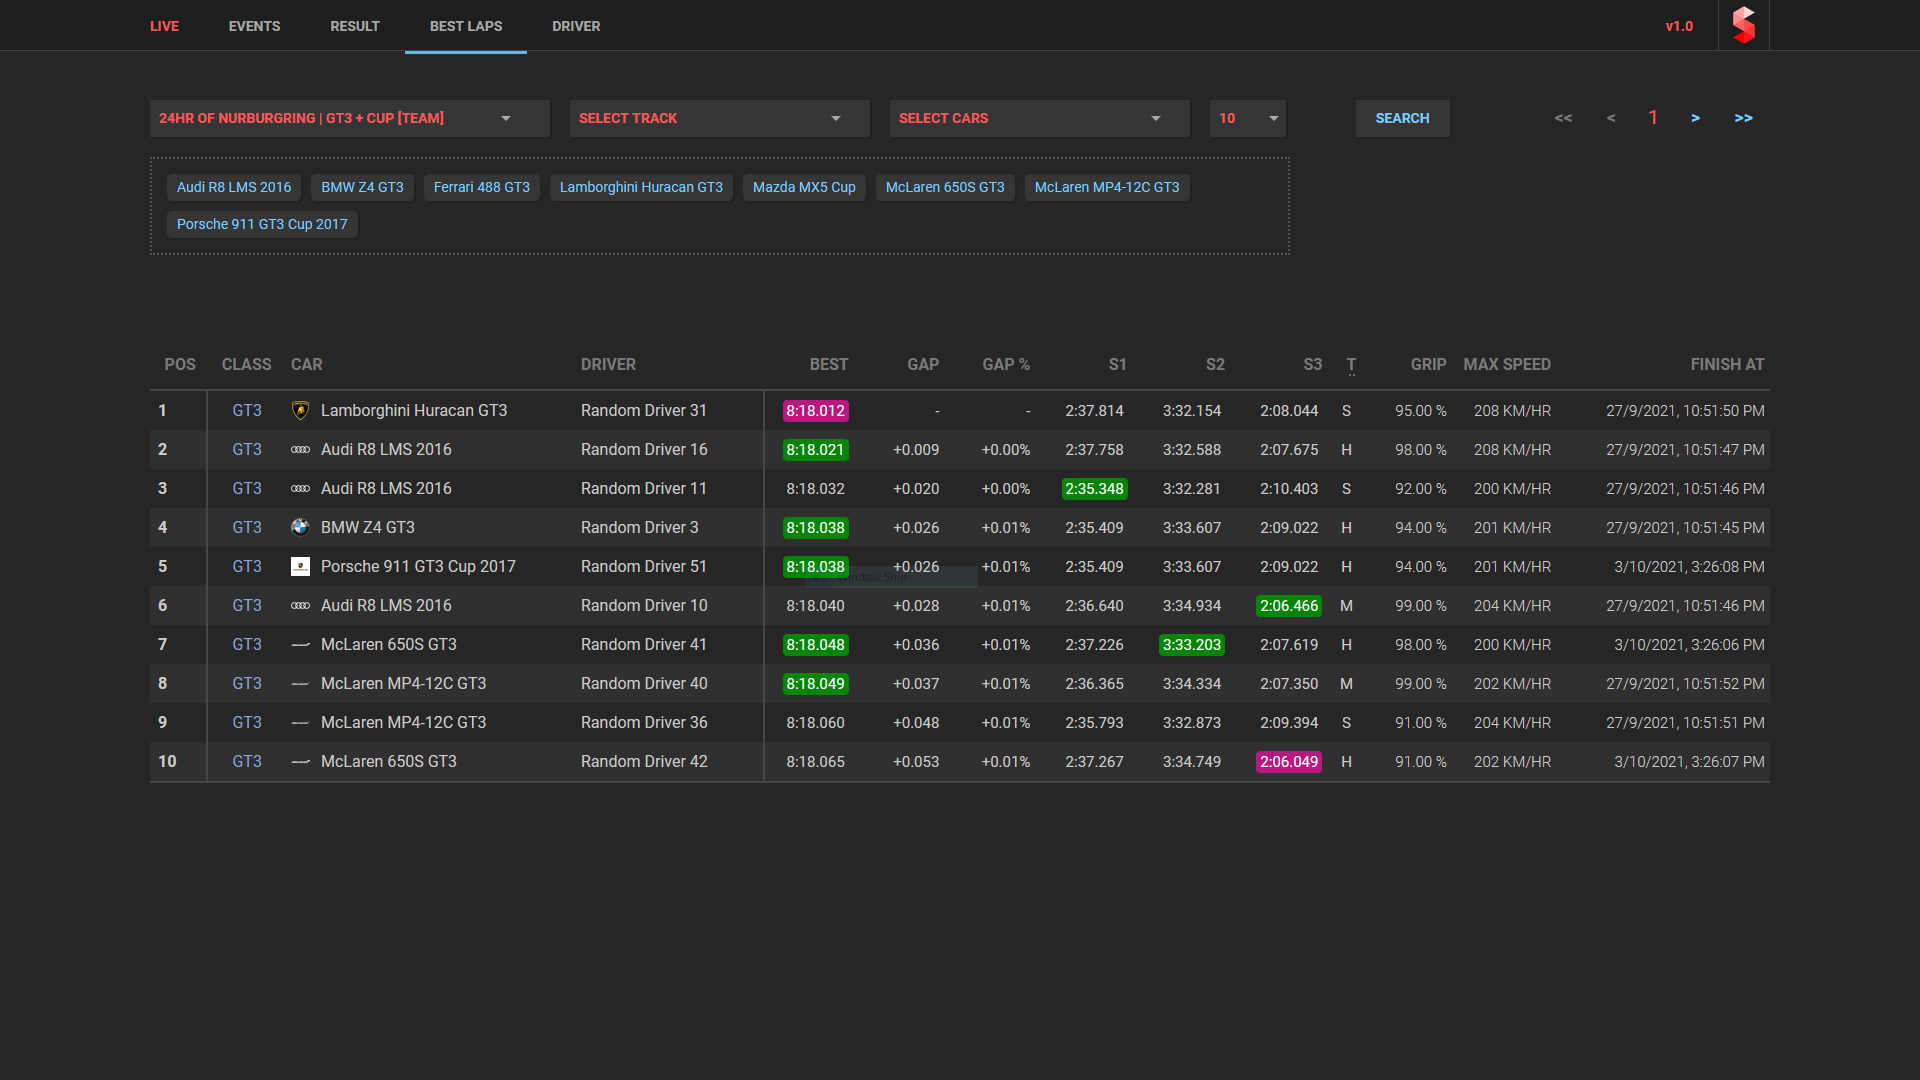 LIVE EVENTS RESULT BEST LAPS DRIVER v1.0
24HR OF NURBURGRING | GT3 + CUP [TEAM] SELECT TRACK SELECT CARS 10 SEARCH << < 1 > >>
Audi R8 LMS 2016 BMW Z4 GT3 Ferrari 488 GT3 Lamborghini Huracan GT3 Mazda MX5 Cup McLaren 650S GT3 McLaren MP4-12C GT3
Porsche 911 GT3 Cup 2017
POS CLASS CAR DRIVER BEST GAP GAP % S1 S2 S3 T GRIP MAX SPEED FINISH AT
1 GT3 Lamborghini Huracan GT3 Random Driver 31 8:18.012 - - 2:37.814 3:32.154 2:08.044 S 95.00 % 208 KM/HR 27/9/2021, 10:51:50 PM
2 GT3 Audi R8 LMS 2016 Random Driver 16 8:18.021 +0.009 +0.00% 2:37.758 3:32.588 2:07.675 H 98.00 % 208 KM/HR 27/9/2021, 10:51:47 PM
3 GT3 Audi R8 LMS 2016 Random Driver 11 8:18.032 +0.020 +0.00% 2:35.348 3:32.281 2:10.403 S 92.00 % 200 KM/HR 27/9/2021, 10:51:46 PM
4 GT3 BMW Z4 GT3 Random Driver 3 8:18.038 +0.026 +0.01% 2:35.409 3:33.607 2:09.022 H 94.00 % 201 KM/HR 27/9/2021, 10:51:45 PM
5 GT3 Porsche 911 GT3 Cup 2017 Random Driver 51 8:18.038 +0.026 +0.01% 2:35.409 3:33.607 2:09.022 H 94.00 % 201 KM/HR 3/10/2021, 3:26:08 PM
Window Snip
6 GT3 Audi R8 LMS 2016 Random Driver 10 8:18.040 +0.028 +0.01% 2:36.640 3:34.934 2:06.466 M 99.00 % 204 KM/HR 27/9/2021, 10:51:46 PM
7 GT3 McLaren 650S GT3 Random Driver 41 8:18.048 +0.036 +0.01% 2:37.226 3:33.203 2:07.619 H 98.00 % 200 KM/HR 3/10/2021, 3:26:06 PM
8 GT3 McLaren MP4-12C GT3 Random Driver 40 8:18.049 +0.037 +0.01% 2:36.365 3:34.334 2:07.350 M 99.00 % 202 KM/HR 27/9/2021, 10:51:52 PM
9 GT3 McLaren MP4-12C GT3 Random Driver 36 8:18.060 +0.048 +0.01% 2:35.793 3:32.873 2:09.394 S 91.00 % 204 KM/HR 27/9/2021, 10:51:51 PM
10 GT3 McLaren 650S GT3 Random Driver 42 8:18.065 +0.053 +0.01% 2:37.267 3:34.749 2:06.049 H 91.00 % 202 KM/HR 3/10/2021, 3:26:07 PM